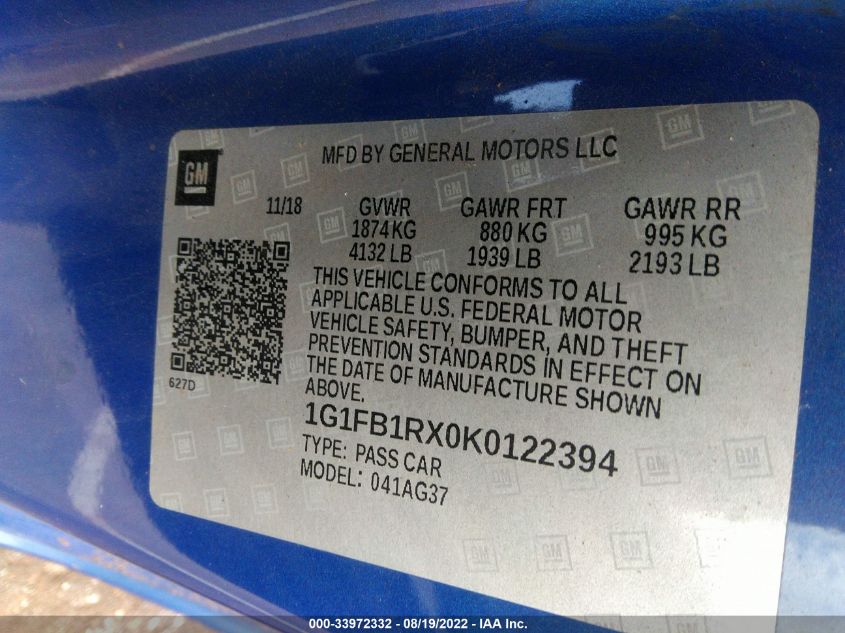 GM
MFD BY GENERAL MOTORS LLC
11/18 GVWR GAWR FRT GAWR RR
1874 KG 880 KG 995 KG
4132 LB 1939 LB 2193 LB
THIS VEHICLE CONFORMS TO ALL
APPLICABLE U.S. FEDERAL MOTOR
VEHICLE SAFETY, BUMPER, AND THEFT
PREVENTION STANDARDS IN EFFECT ON
THE DATE OF MANUFACTURE SHOWN
ABOVE.
627D
1G1FB1RX0K0122394
TYPE: PASS CAR
MODEL: 041AG37
000-33972332 - 08/19/2022 - IAA Inc.